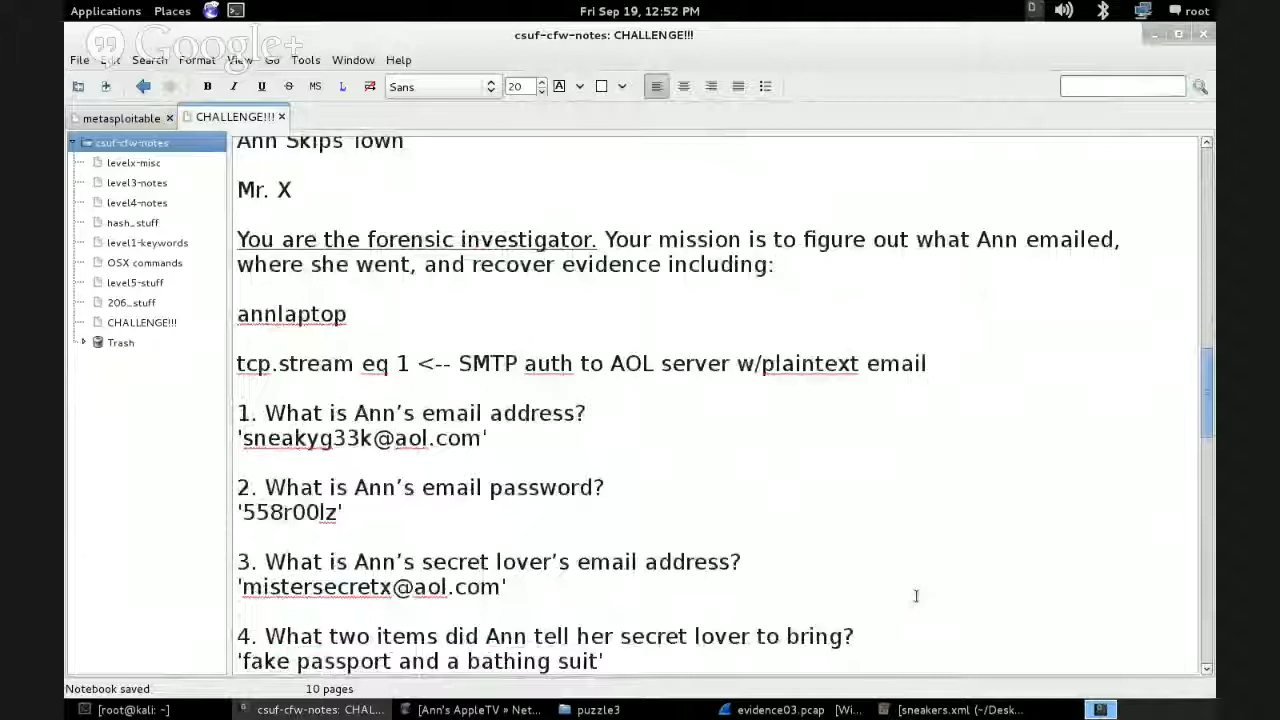 Applications Places Fri Sep 19, 12:52 PM root
Google+
csuf-cfw-notes: CHALLENGE!!!
File Edit Search Format View Go Tools Window Help
B I U S MS L Sans 20 A
metasploitable CHALLENGE!!!
csuf-cfw-notes
levelx-misc
level3-notes
level4-notes
hash_stuff
level1-keywords
OSX commands
level5-stuff
206_stuff
CHALLENGE!!!
Trash
Ann Skips Town
Mr. X
You are the forensic investigator. Your mission is to figure out what Ann emailed,
where she went, and recover evidence including:
annlaptop
tcp.stream eq 1 <-- SMTP auth to AOL server w/plaintext email
1. What is Ann’s email address?
'sneakyg33k@aol.com'
2. What is Ann’s email password?
'558r00lz'
3. What is Ann’s secret lover’s email address?
'mistersecretx@aol.com'
4. What two items did Ann tell her secret lover to bring?
'fake passport and a bathing suit'
Notebook saved 10 pages
[root@kali: ~] csuf-cfw-notes: CHAL... [Ann's AppleTV » Net... puzzle3 evidence03.pcap [Wi... [sneakers.xml (~/Desk...